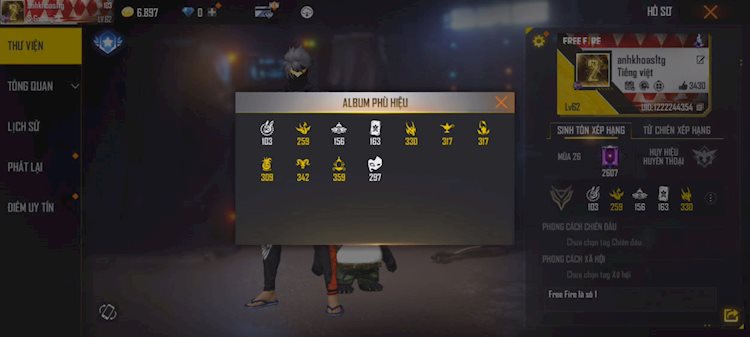 anhkhoasltg
LV.62
6.897
0
HỒ SƠ
THƯ VIỆN
TỔNG QUAN
LỊCH SỬ
PHÁT LẠI
ĐIỂM UY TÍN
ALBUM PHÙ HIỆU
103 259 156 163 330 317 317
309 342 359 297
FREE FIRE
anhkhoasltg
Tiếng việt
3430
Lv62
UID:1222244354
SINH TỒN XẾP HẠNG
TỬ CHIẾN XẾP HẠNG
MÙA 26
2607
HUY HIỆU
HUYỀN THOẠI
103 259 156 163 330
PHONG CÁCH CHIẾN ĐẤU
Chưa chọn tag Chiến đấu
PHONG CÁCH XÃ HỘI
Chưa chọn tag Xã hội
Free Fire là số 1